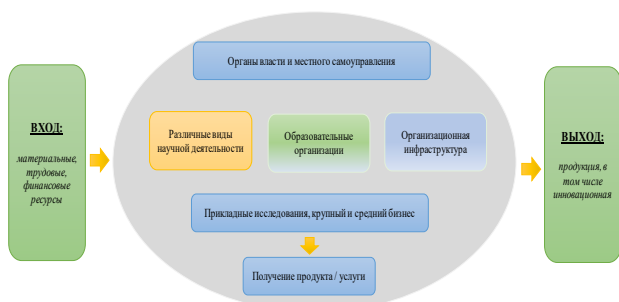 Органы власти и местного самоуправления
ВХОД:
материальные,
трудовые,
финансовые
ресурсы
Различные виды
научной деятельности
Образовательные
организации
Организационная
инфраструктура
ВЫХОД:
продукция, в
том числе
инновационная
Прикладные исследования, крупный и средний бизнес
Получение продукта / услуги